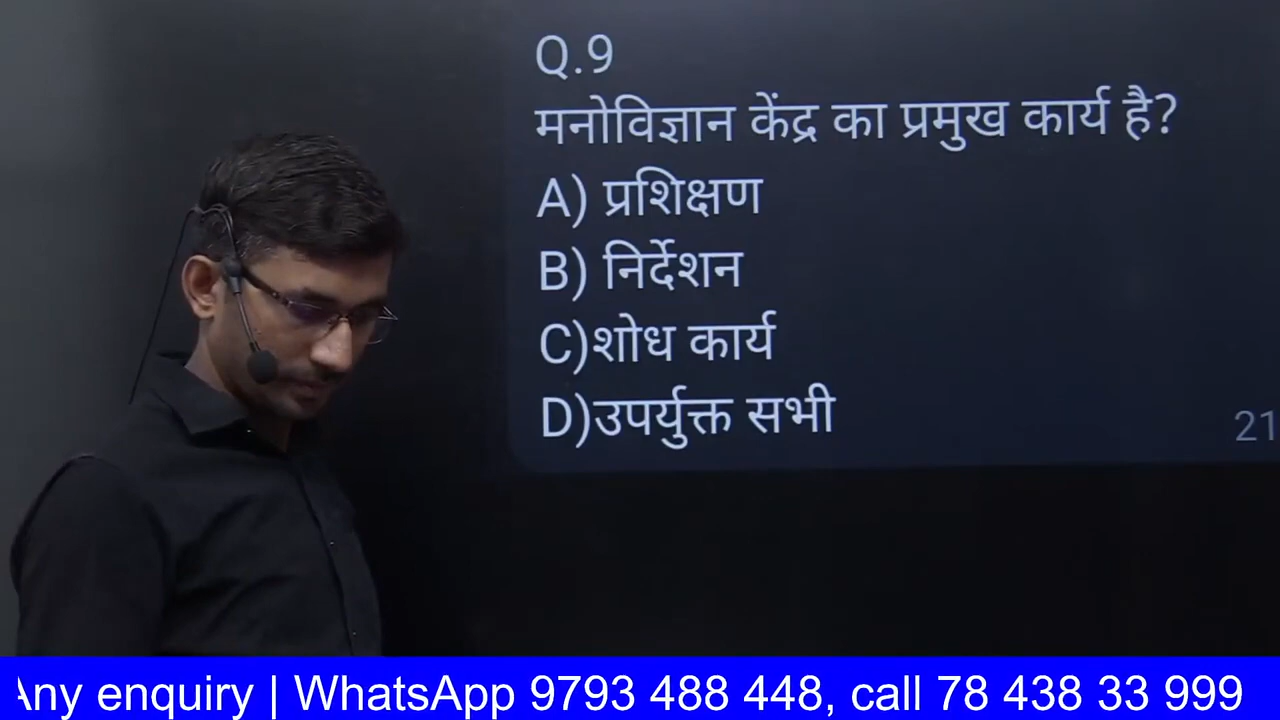 Q.9
मनोविज्ञान केंद्र का प्रमुख कार्य है?
A) प्रशिक्षण
B) निर्देशन
C)शोध कार्य
D)उपर्युक्त सभी
21
Any enquiry | WhatsApp 9793 488 448, call 78 438 33 999